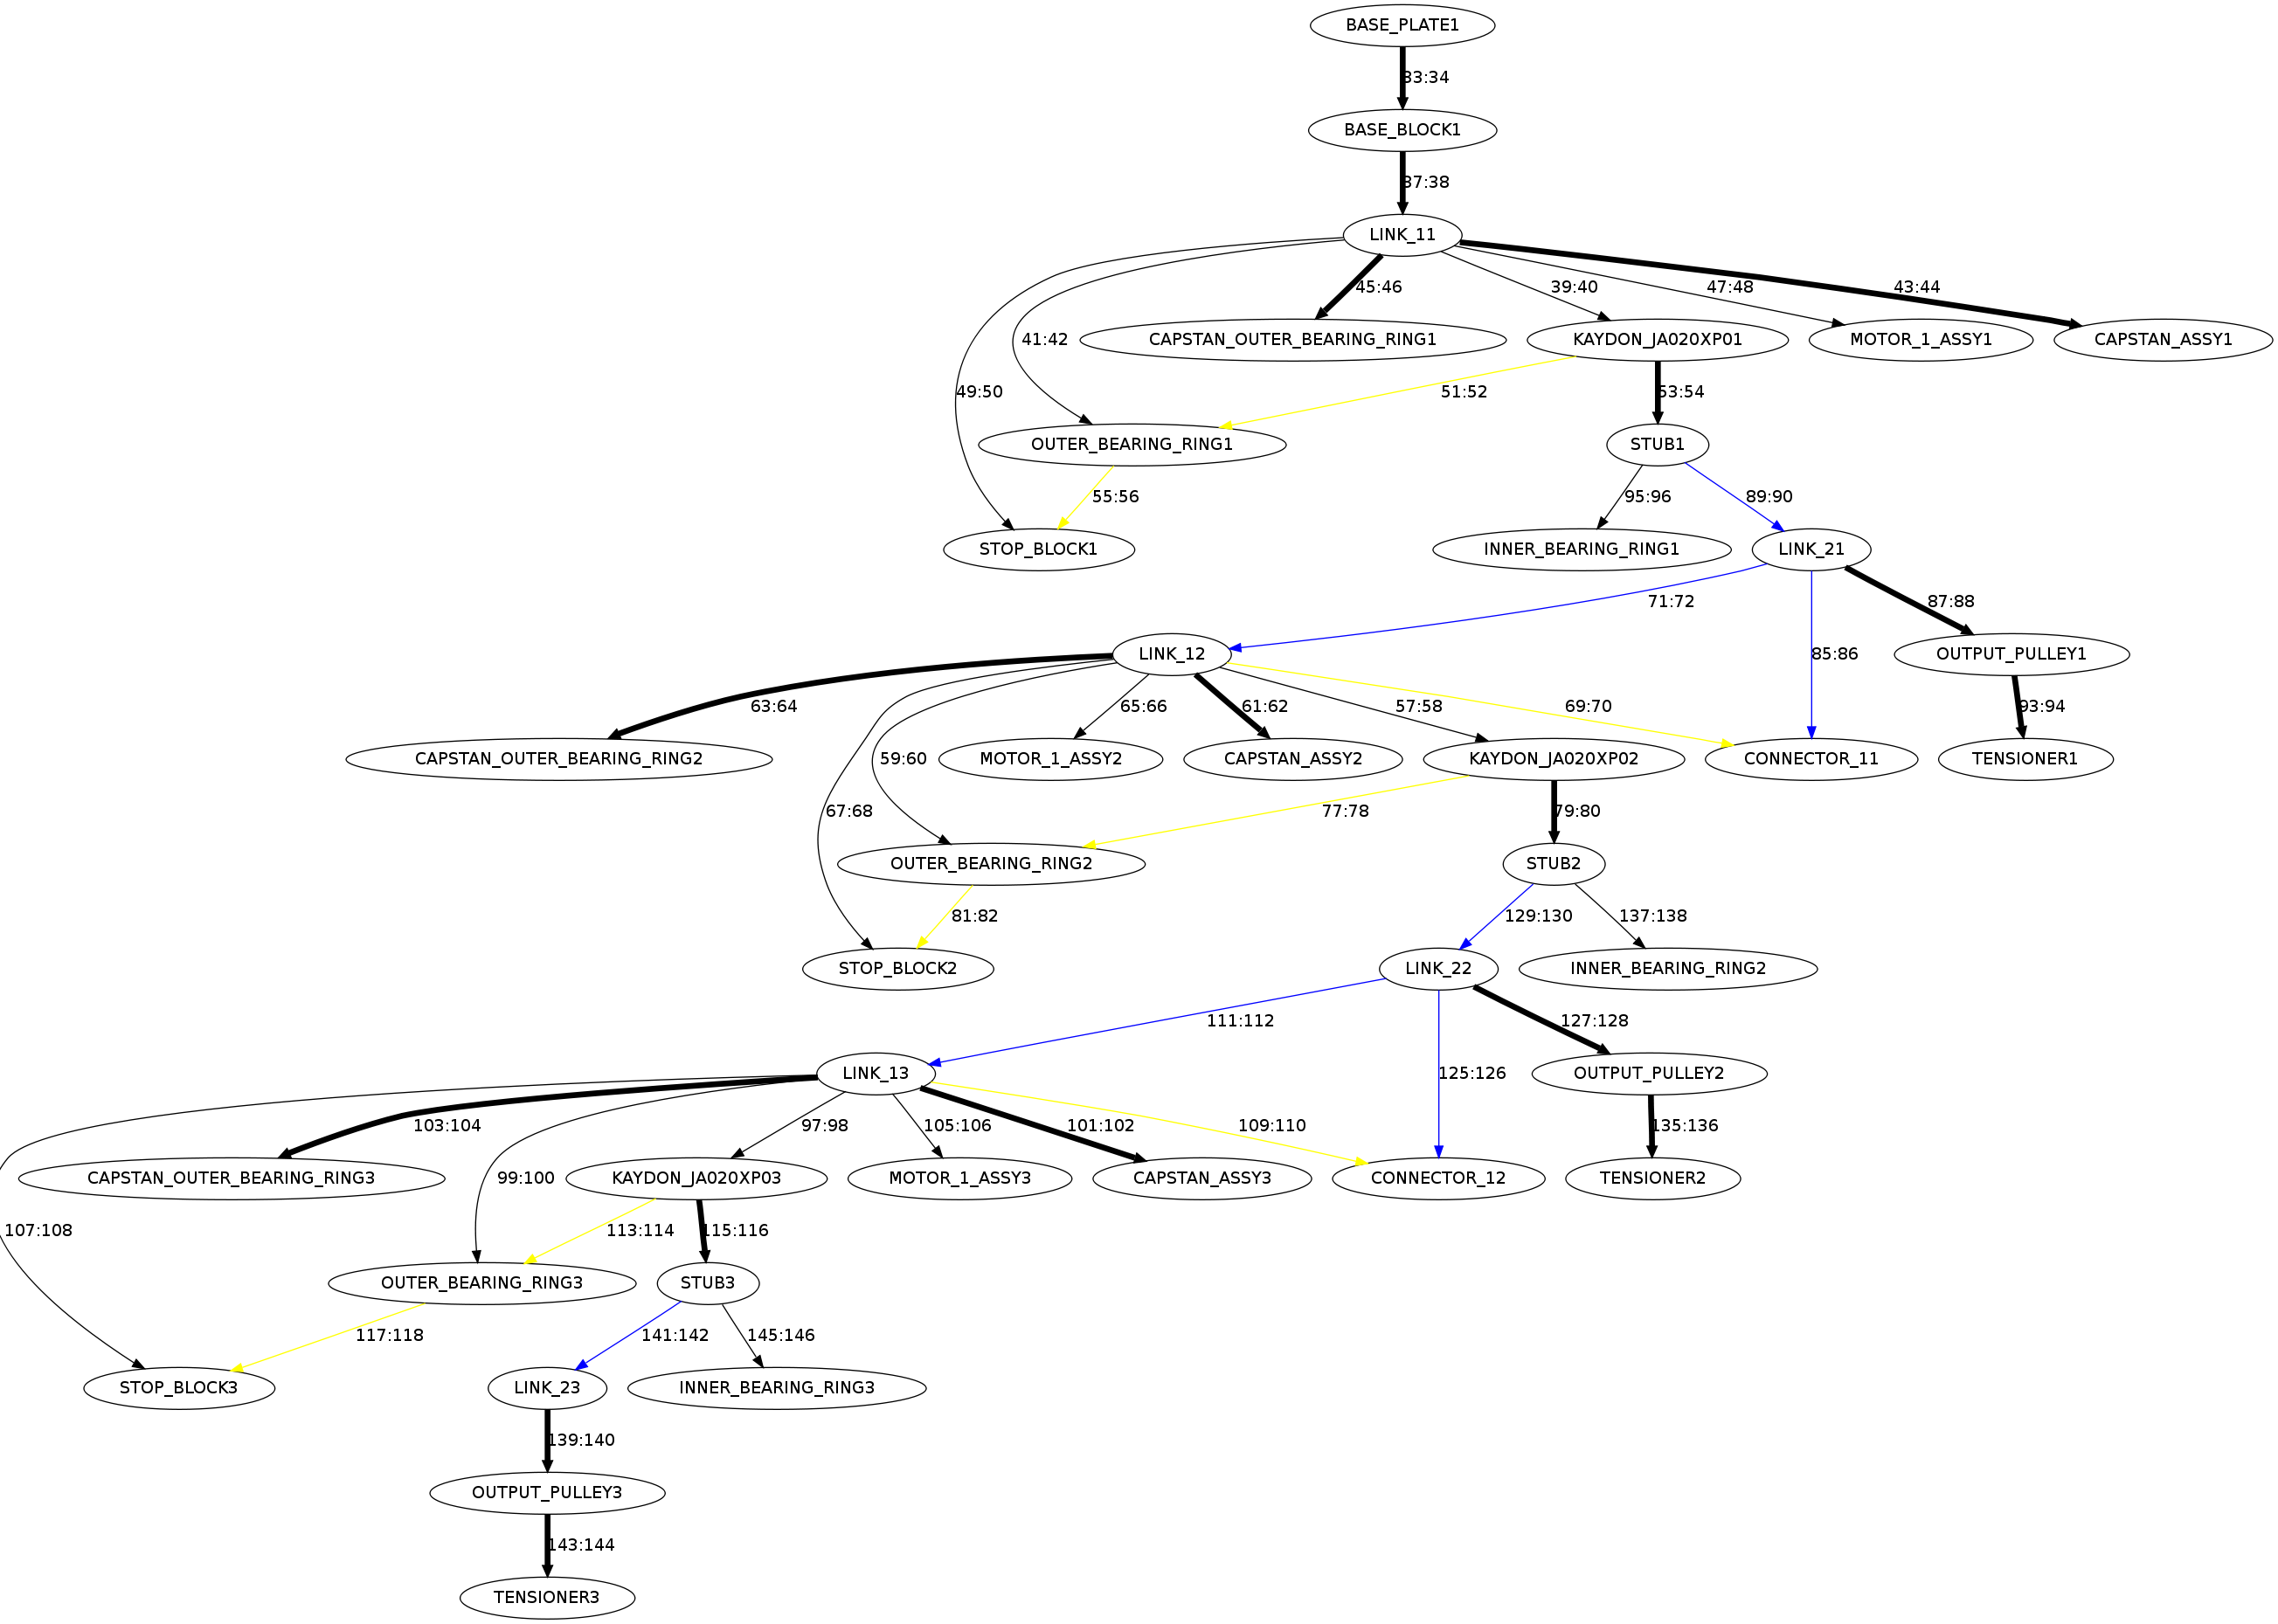 BASE_PLATE1
33:34
BASE_BLOCK1
37:38
LINK_11
45:46
39:40
47:48
43:44
41:42
CAPSTAN_OUTER_BEARING_RING1
KAYDON_JA020XP01
MOTOR_1_ASSY1
CAPSTAN_ASSY1
49:50
51:52
53:54
OUTER_BEARING_RING1
STUB1
55:56
95:96
89:90
STOP_BLOCK1
INNER_BEARING_RING1
LINK_21
71:72
87:88
LINK_12
85:86
OUTPUT_PULLEY1
63:64
65:66
61:62
57:58
69:70
93:94
CAPSTAN_OUTER_BEARING_RING2
59:60
MOTOR_1_ASSY2
CAPSTAN_ASSY2
KAYDON_JA020XP02
CONNECTOR_11
TENSIONER1
67:68
77:78
79:80
OUTER_BEARING_RING2
STUB2
81:82
129:130
137:138
STOP_BLOCK2
LINK_22
INNER_BEARING_RING2
111:112
127:128
LINK_13
125:126
OUTPUT_PULLEY2
103:104
97:98
105:106
101:102
109:110
135:136
CAPSTAN_OUTER_BEARING_RING3
99:100
KAYDON_JA020XP03
MOTOR_1_ASSY3
CAPSTAN_ASSY3
CONNECTOR_12
TENSIONER2
107:108
113:114
115:116
OUTER_BEARING_RING3
STUB3
117:118
141:142
145:146
STOP_BLOCK3
LINK_23
INNER_BEARING_RING3
139:140
OUTPUT_PULLEY3
143:144
TENSIONER3